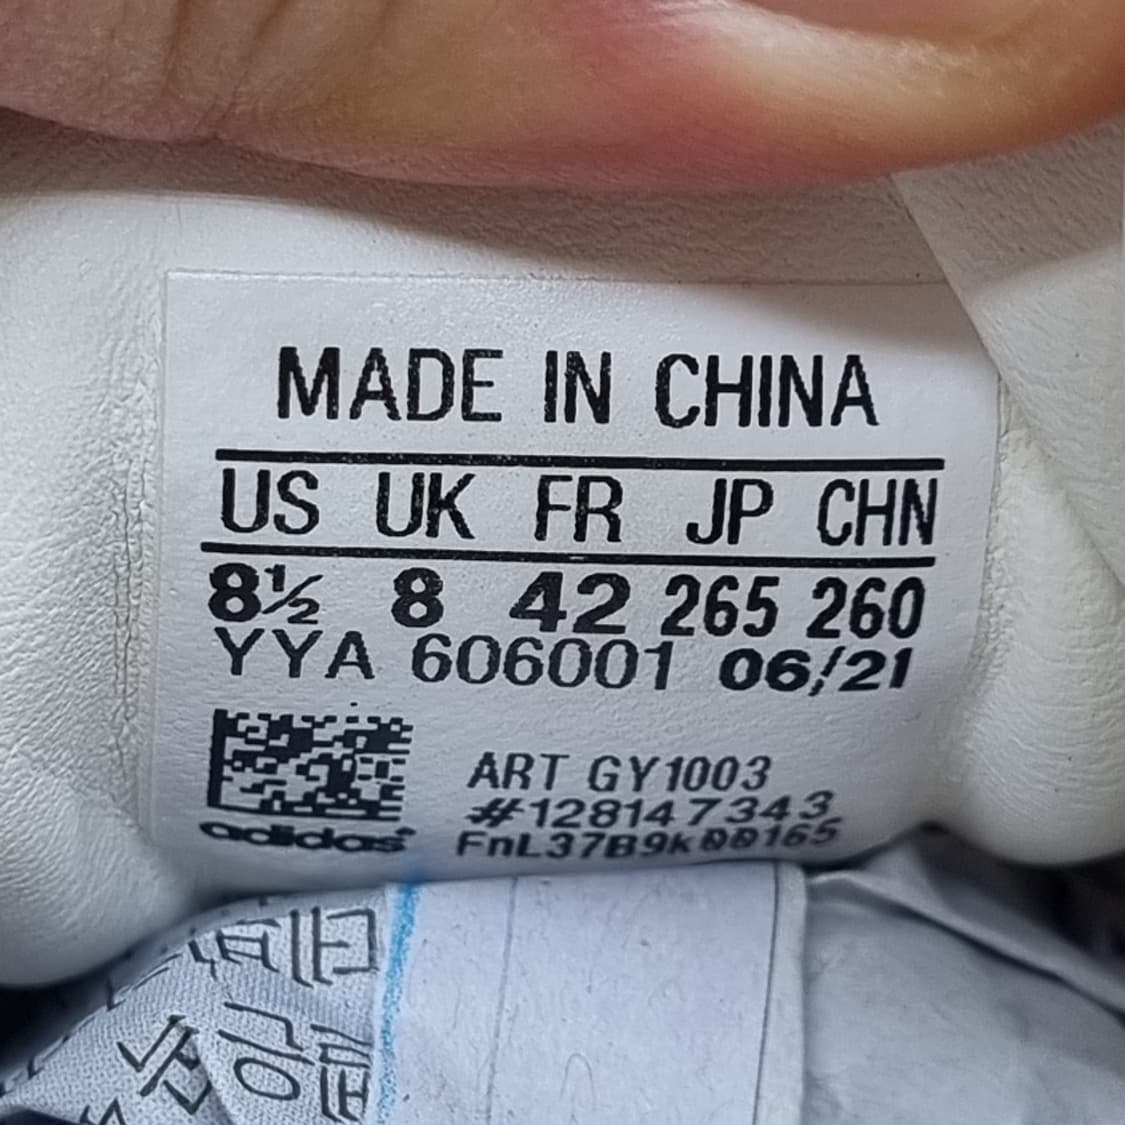 MADE IN CHINA
US UK FR JP CHN
8½ 8 42 265 260
YYA 606001 06/21
ART GY1003
#128147343
adidas
FnL37B9k00165